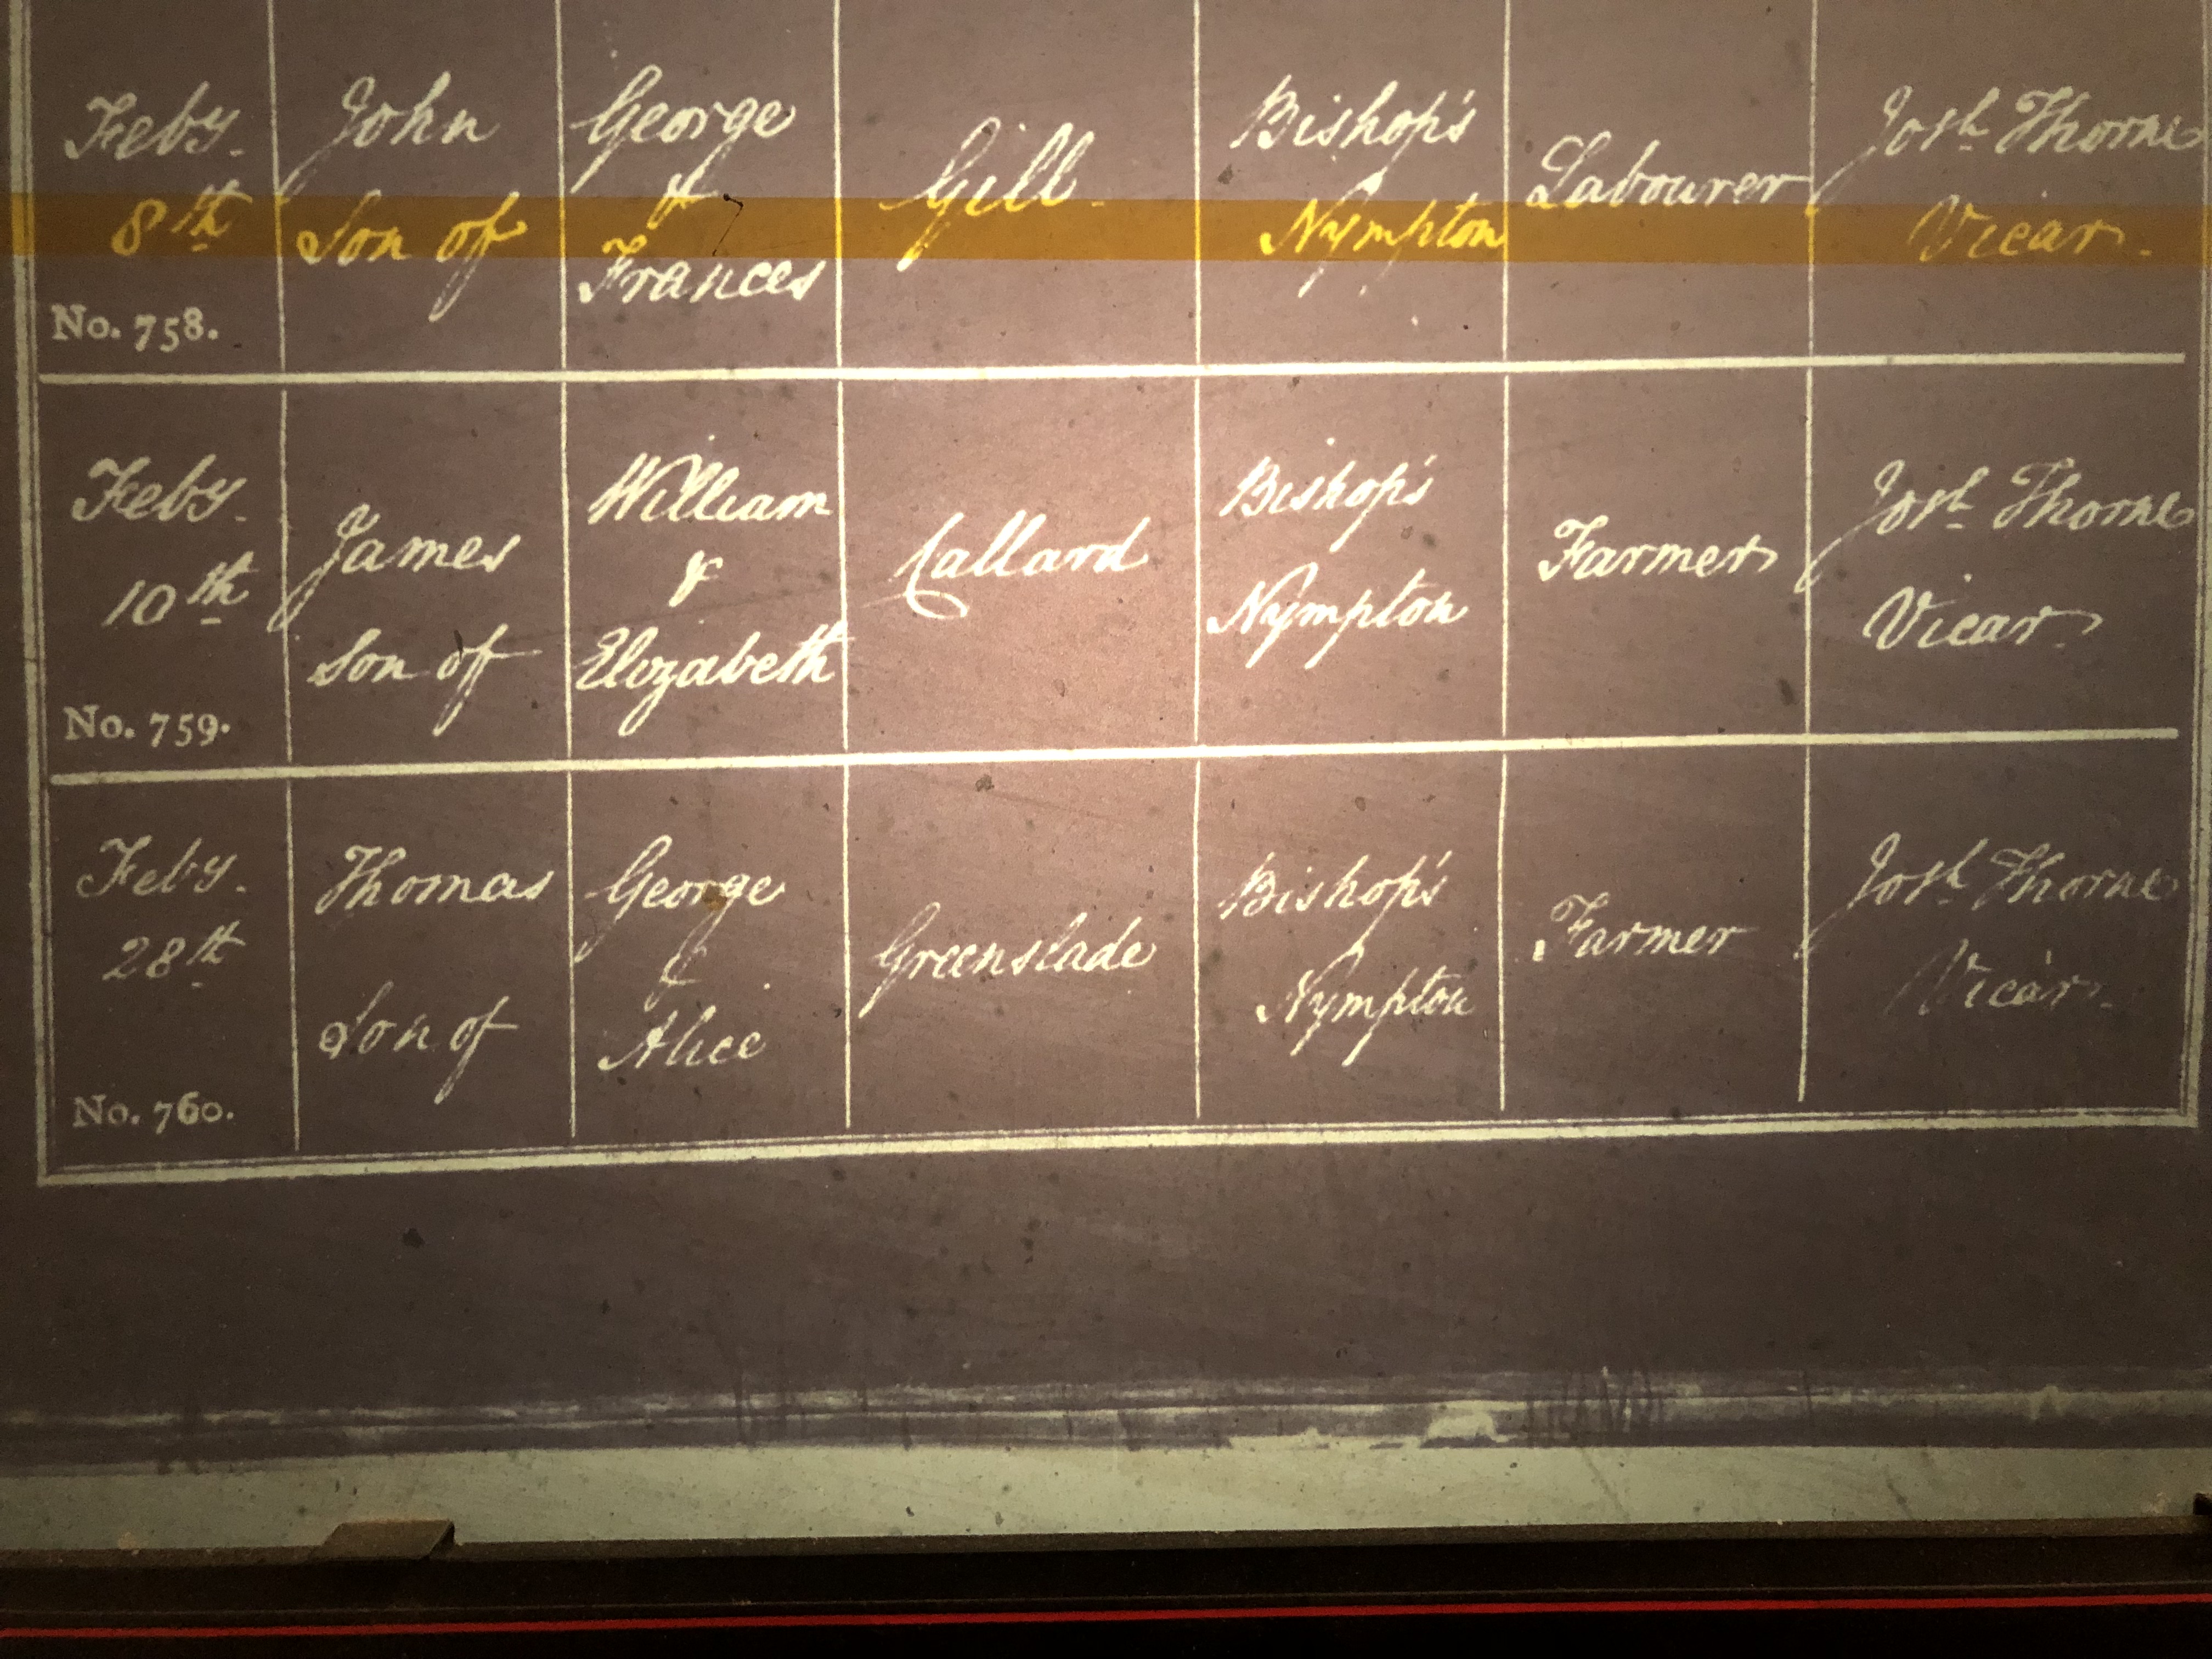 Feby. John George Gill Bishop's Labourer Josh. Thorne
8th Son of & Frances Nympton Vicar.
No. 758.
Feby. James William Callard Bishop's Farmer Josh. Thorne
10th Son of & Elizabeth Nympton Vicar.
No. 759.
Feby. Thomas George Greenslade Bishop's Farmer Josh. Thorne
28th Son of & Alice Nympton Vicar.
No. 760.